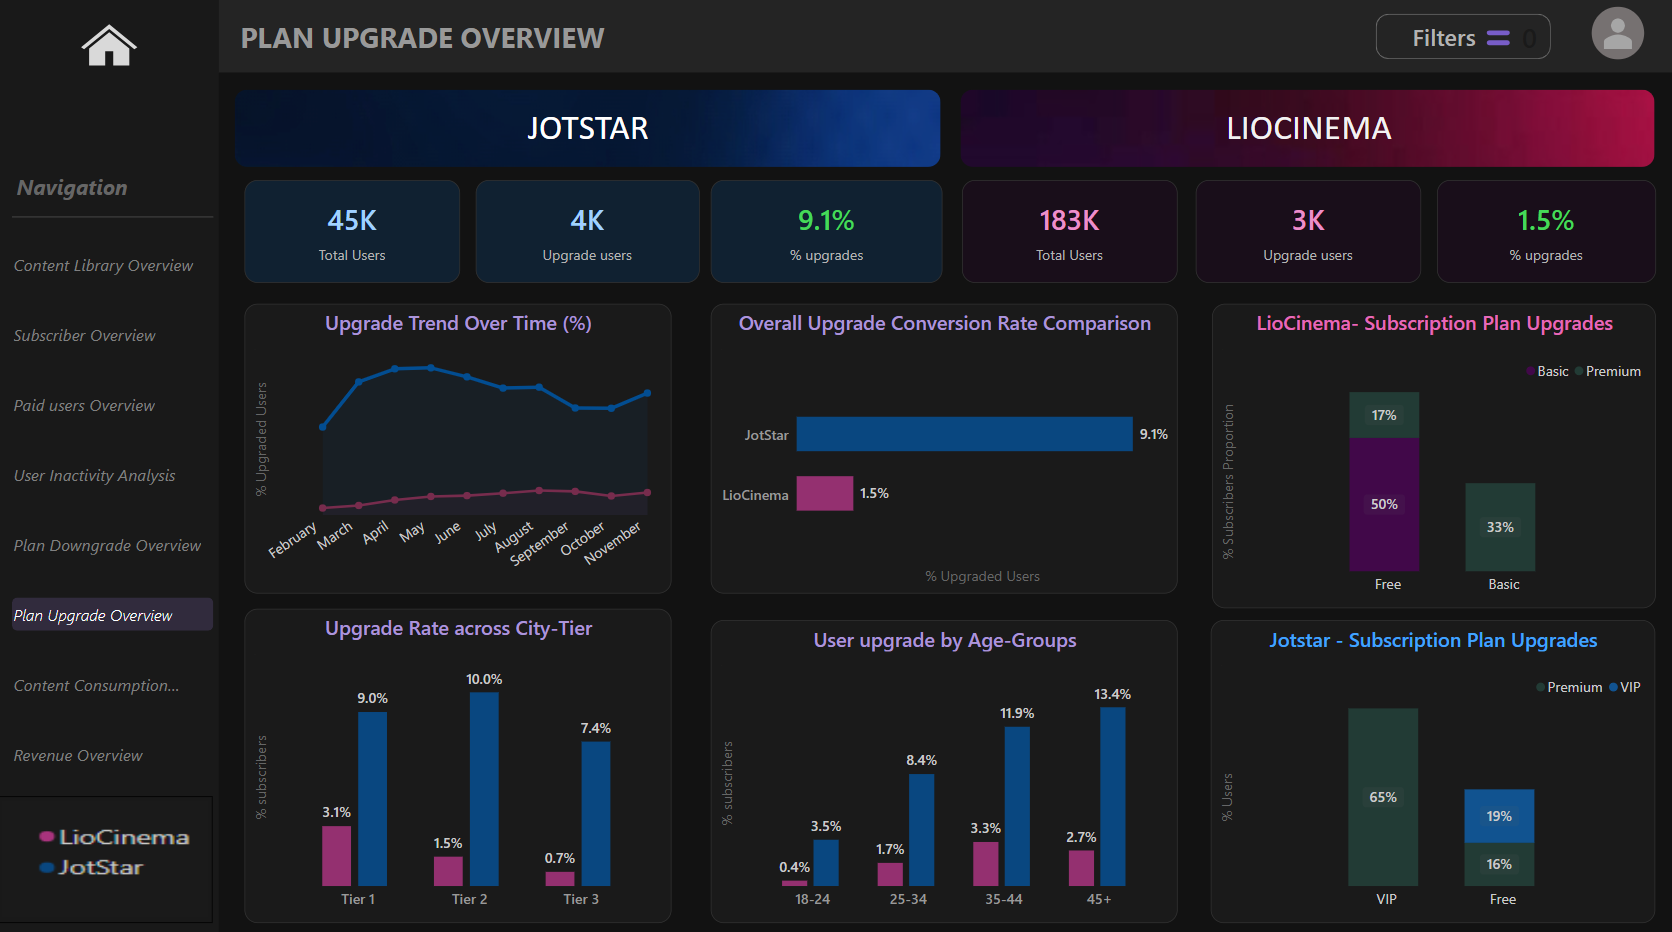 PLAN UPGRADE OVERVIEW
Filters 0
Navigation
Content Library Overview
Subscriber Overview
Paid users Overview
User Inactivity Analysis
Plan Downgrade Overview
Plan Upgrade Overview
Content Consumption...
Revenue Overview
LioCinema
JotStar
JOTSTAR
LIOCINEMA
45K
Total Users
4K
Upgrade users
9.1%
% upgrades
183K
Total Users
3K
Upgrade users
1.5%
% upgrades
Upgrade Trend Over Time (%)
% Upgraded Users
February
March
April
May
June
July
August
September
October
November
Overall Upgrade Conversion Rate Comparison
JotStar
9.1%
LioCinema
1.5%
% Upgraded Users
LioCinema- Subscription Plan Upgrades
Basic Premium
% Subscribers Proportion
17%
50%
33%
Free
Basic
Upgrade Rate across City-Tier
% subscribers
3.1%
9.0%
1.5%
10.0%
0.7%
7.4%
Tier 1
Tier 2
Tier 3
User upgrade by Age-Groups
% subscribers
0.4%
3.5%
1.7%
8.4%
3.3%
11.9%
2.7%
13.4%
18-24
25-34
35-44
45+
Jotstar - Subscription Plan Upgrades
Premium VIP
% Users
65%
19%
16%
VIP
Free